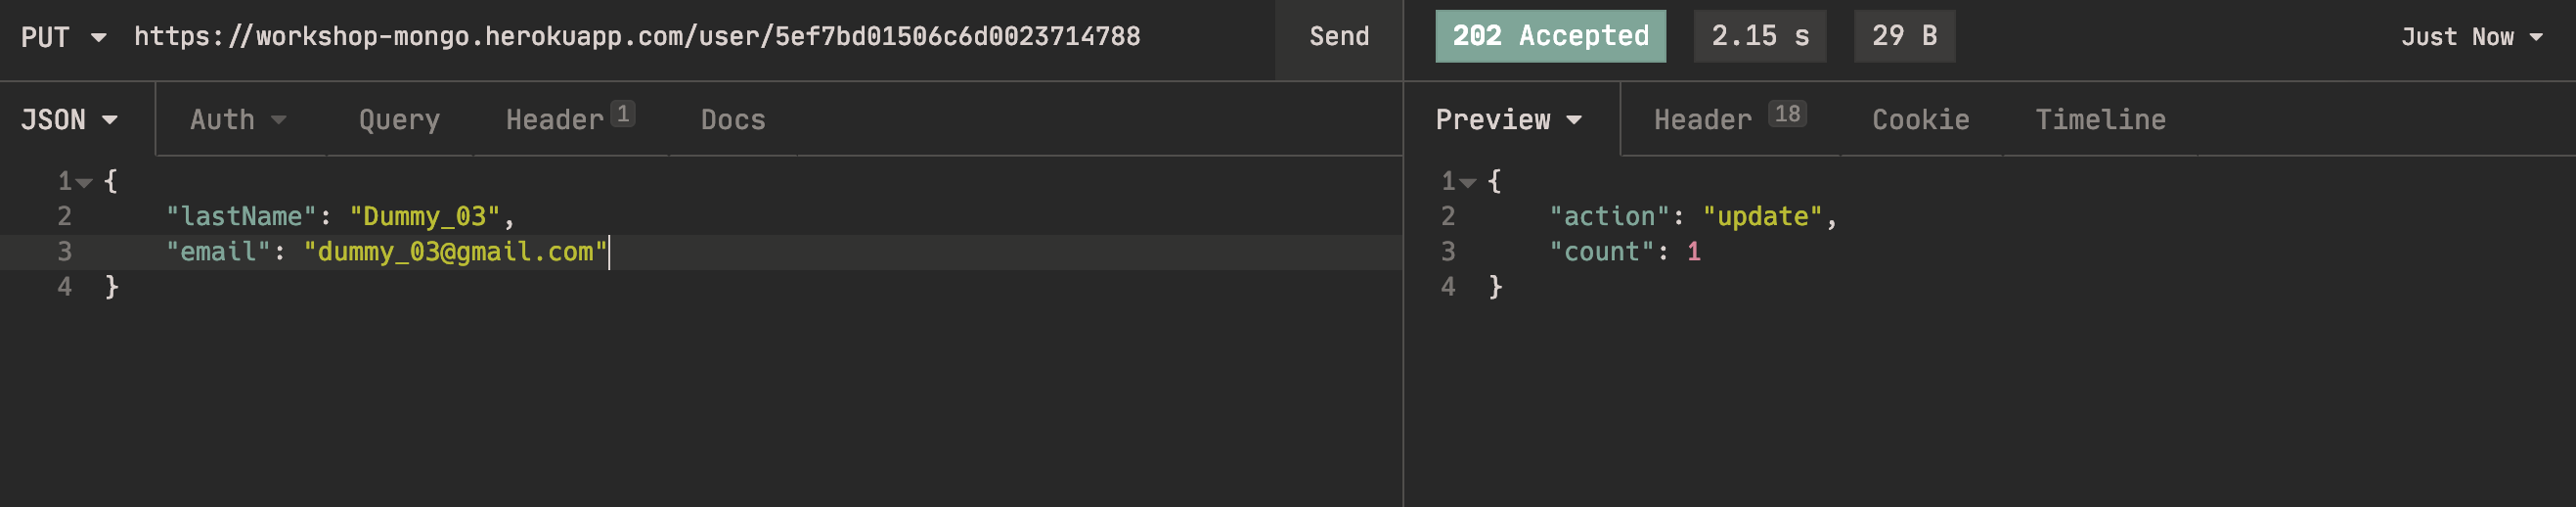 PUT https://workshop-mongo.herokuapp.com/user/5ef7bd01506c6d0023714788 Send
JSON Auth Query Header 1 Docs
1 {
2 "lastName": "Dummy_03",
3 "email": "dummy_03@gmail.com"
4 }
202 Accepted 2.15 s 29 B Just Now
Preview Header 18 Cookie Timeline
1 {
2 "action": "update",
3 "count": 1
4 }